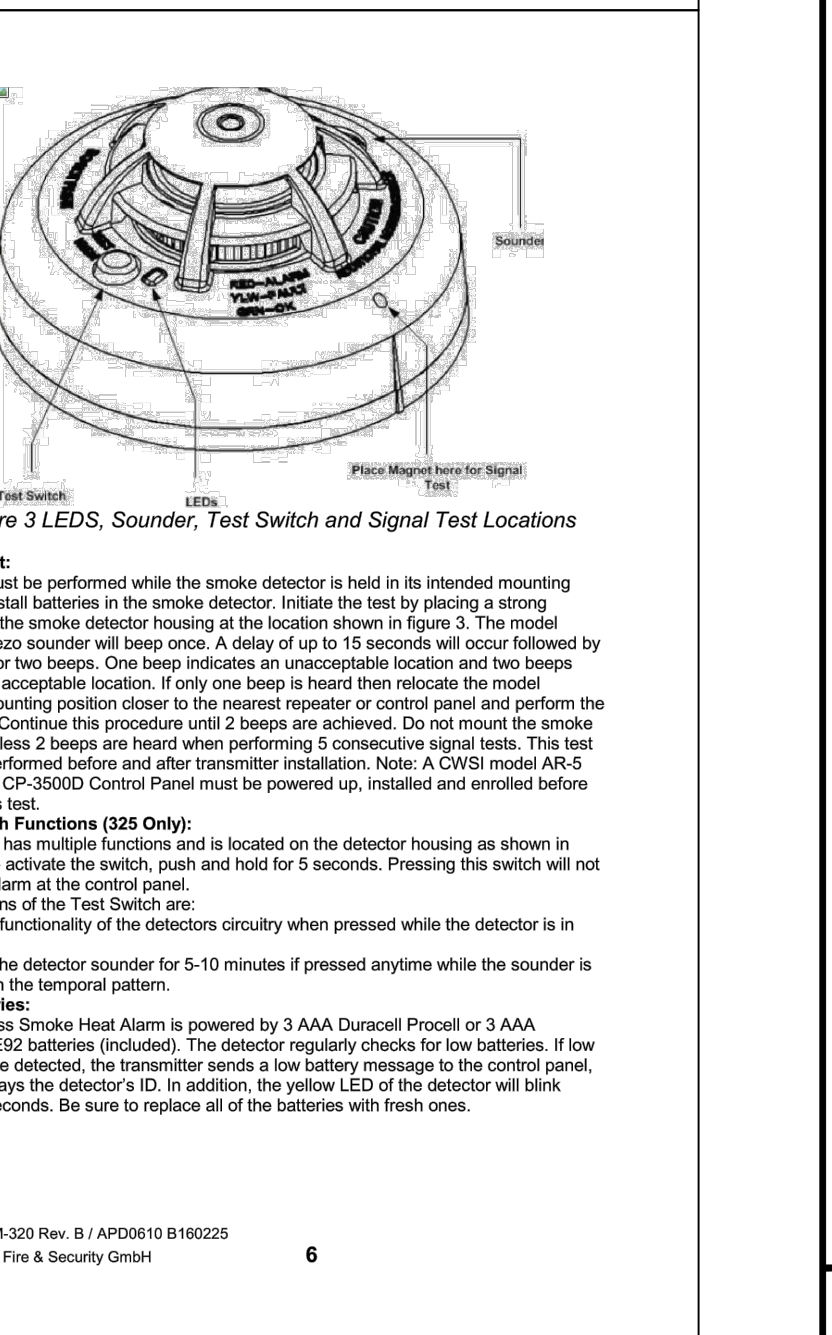 RED-ALARM
YLW-FAULT
GRN-OK
CAUTION
Sounder
Place Magnet here for Signal
Test
Test Switch
LEDs
re 3 LEDS, Sounder, Test Switch and Signal Test Locations
t:
ust be performed while the smoke detector is held in its intended mounting
stall batteries in the smoke detector. Initiate the test by placing a strong
the smoke detector housing at the location shown in figure 3. The model
ezo sounder will beep once. A delay of up to 15 seconds will occur followed by
or two beeps. One beep indicates an unacceptable location and two beeps
acceptable location. If only one beep is heard then relocate the model
ounting position closer to the nearest repeater or control panel and perform the
Continue this procedure until 2 beeps are achieved. Do not mount the smoke
less 2 beeps are heard when performing 5 consecutive signal tests. This test
erformed before and after transmitter installation. Note: A CWSI model AR-5
CP-3500D Control Panel must be powered up, installed and enrolled before
s test.
h Functions (325 Only):
has multiple functions and is located on the detector housing as shown in
activate the switch, push and hold for 5 seconds. Pressing this switch will not
larm at the control panel.
ns of the Test Switch are:
functionality of the detectors circuitry when pressed while the detector is in
he detector sounder for 5-10 minutes if pressed anytime while the sounder is
n the temporal pattern.
ries:
ss Smoke Heat Alarm is powered by 3 AAA Duracell Procell or 3 AAA
E92 batteries (included). The detector regularly checks for low batteries. If low
e detected, the transmitter sends a low battery message to the control panel,
ays the detector's ID. In addition, the yellow LED of the detector will blink
econds. Be sure to replace all of the batteries with fresh ones.
M-320 Rev. B / APD0610 B160225
Fire & Security GmbH
6